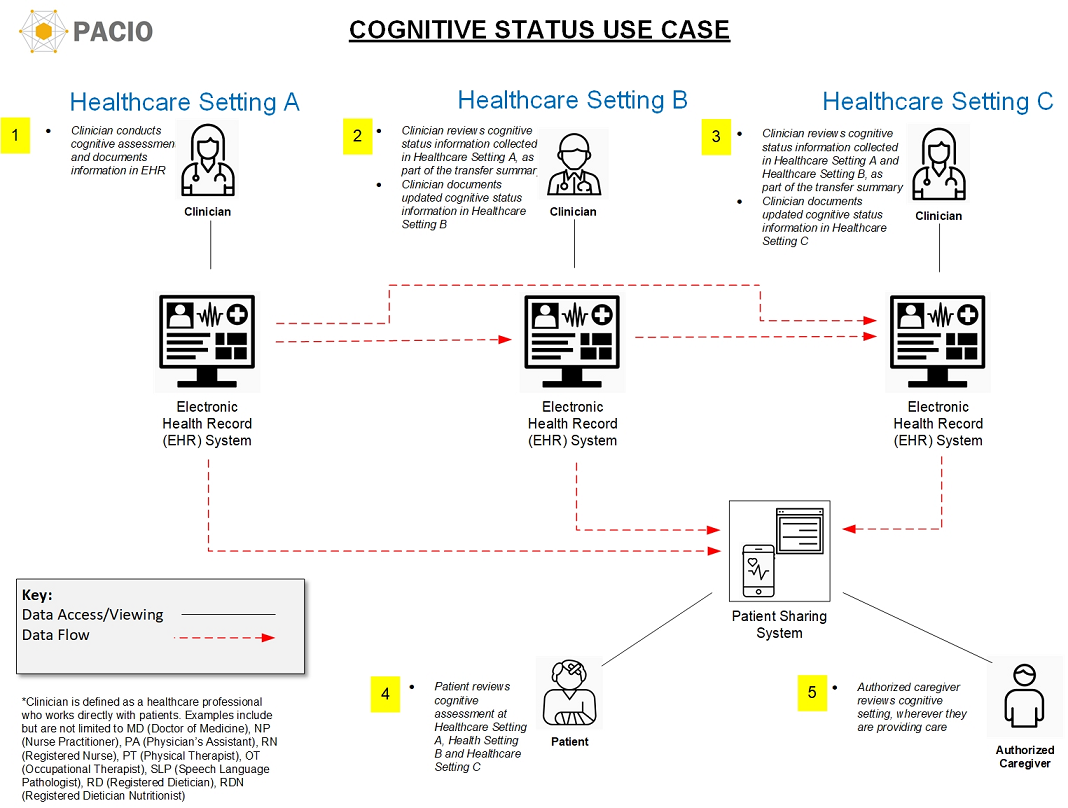 PACIO
COGNITIVE STATUS USE CASE
Healthcare Setting A
Healthcare Setting B
Healthcare Setting C
1
• Clinician conducts
cognitive assessment
and documents
information in EHR
Clinician
2
• Clinician reviews cognitive
status information collected
in Healthcare Setting A, as
part of the transfer summary
• Clinician documents
updated cognitive status
information in Healthcare
Setting B
Clinician
3
• Clinician reviews cognitive
status information collected
in Healthcare Setting A and
Healthcare Setting B, as
part of the transfer summary
• Clinician documents
updated cognitive status
information in Healthcare
Setting C
Clinician
Electronic
Health Record
(EHR) System
Electronic
Health Record
(EHR) System
Electronic
Health Record
(EHR) System
Patient Sharing
System
Key:
Data Access/Viewing
Data Flow
4
• Patient reviews
cognitive
assessment at
Healthcare Setting
A, Health Setting
B and Healthcare
Setting C
Patient
5
• Authorized caregiver
reviews cognitive
setting, wherever they
are providing care
Authorized
Caregiver
*Clinician is defined as a healthcare professional
who works directly with patients. Examples include
but are not limited to MD (Doctor of Medicine), NP
(Nurse Practitioner), PA (Physician's Assistant), RN
(Registered Nurse), PT (Physical Therapist), OT
(Occupational Therapist), SLP (Speech Language
Pathologist), RD (Registered Dietician), RDN
(Registered Dietician Nutritionist)